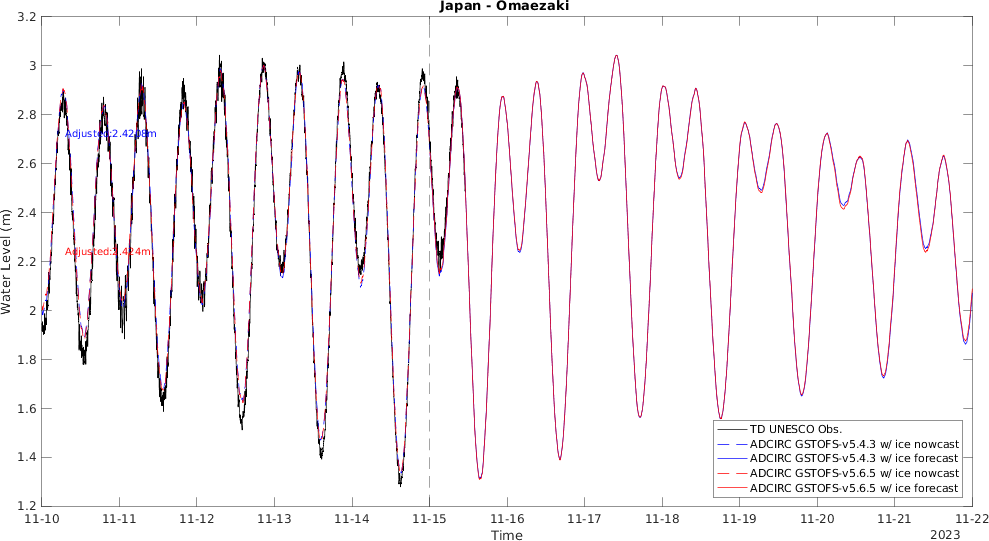 Japan - Omaezaki
3.2
3
2.8
2.6
2.4
2.2
2
1.8
1.6
1.4
1.2
Water Level (m)
Adjusted:2.4208m
Adjusted:2.424m
TD UNESCO Obs.
ADCIRC GSTOFS-v5.4.3 w/ ice nowcast
ADCIRC GSTOFS-v5.4.3 w/ ice forecast
ADCIRC GSTOFS-v5.6.5 w/ ice nowcast
ADCIRC GSTOFS-v5.6.5 w/ ice forecast
11-10 11-11 11-12 11-13 11-14 11-15 11-16 11-17 11-18 11-19 11-20 11-21 11-22
Time
2023